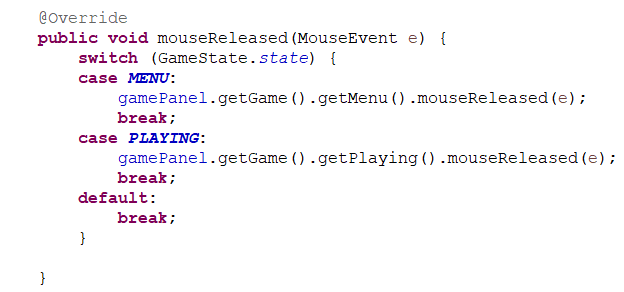 @Override
public void mouseReleased(MouseEvent e) {
    switch (GameState.state) {
    case MENU:
        gamePanel.getGame().getMenu().mouseReleased(e);
        break;
    case PLAYING:
        gamePanel.getGame().getPlaying().mouseReleased(e);
        break;
    default:
        break;
    }

}